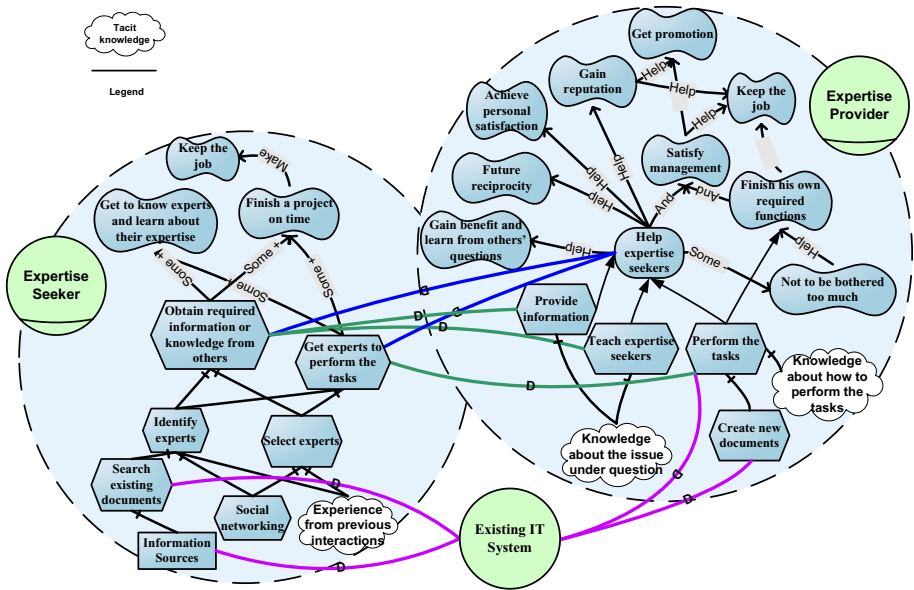 Tacit
knowledge
Legend
Get promotion
Gain
reputation
Help
Help
Keep the
job
Expertise
Provider
Achieve
personal
satisfaction
Help
Satisfy
management
Keep the
job
Make
Future
reciprocity
Help
Help
Help
And
And
Finish his own
required
functions
Get to know experts
and learn about
their expertise
Finish a project
on time
Gain benefit and
learn from others'
questions
Help
Help
expertise
seekers
Some -
Help
Not to be bothered
too much
Expertise
Seeker
Some +
Some +
Some +
Some +
Obtain required
information or
knowledge from
others
D
D
D
D
Provide
information
Get experts to
perform the
tasks
Teach expertise
seekers
Perform the
tasks
D
Knowledge
about how to
perform the
tasks
Identify
experts
Select experts
Create new
documents
Knowledge
about the issue
under question
Search
existing
documents
D
D
D
Social
networking
Experience
from previous
interactions
Existing IT
System
Information
Sources
D